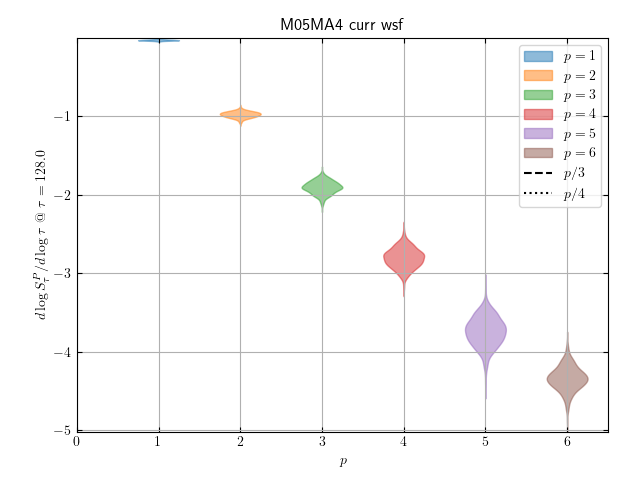 M05MA4 curr wsf
d log S_τ^P / d log τ @ τ = 128.0
−1
−2
−3
−4
−5
0 1 2 3 4 5 6
p
p = 1
p = 2
p = 3
p = 4
p = 5
p = 6
p/3
p/4